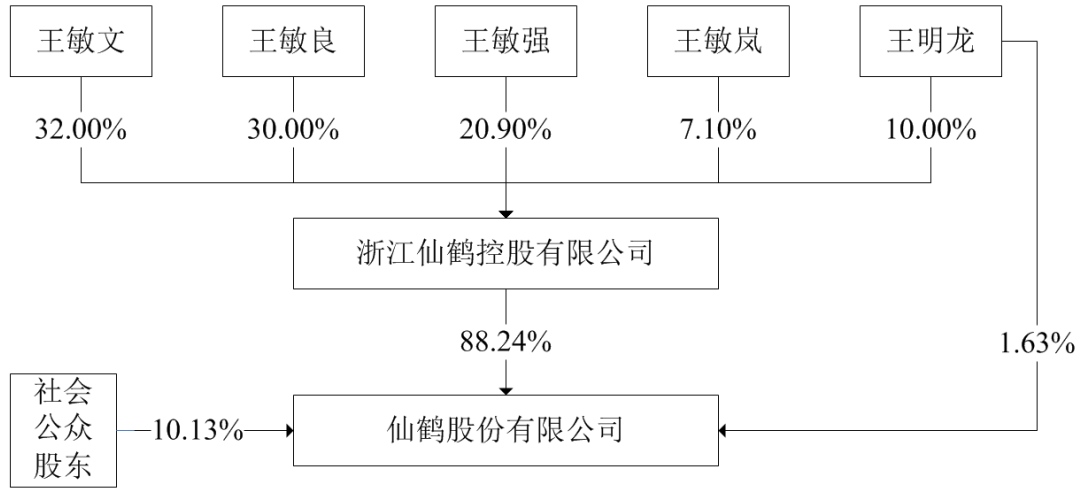 王敏文
王敏良
王敏强
王敏岚
王明龙
32.00%
30.00%
20.90%
7.10%
10.00%
浙江仙鹤控股有限公司
88.24%
1.63%
社会
公众
股东
10.13%
仙鹤股份有限公司